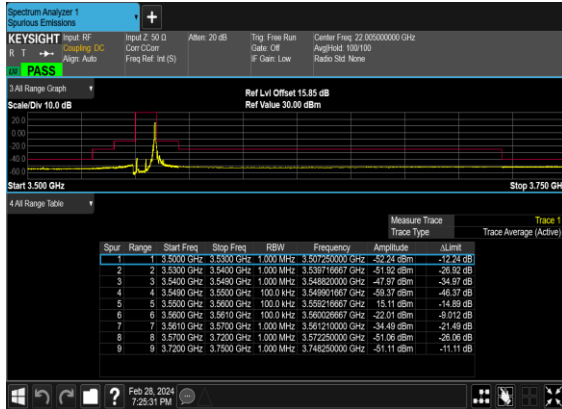 Spectrum Analyzer 1
Spurious Emissions
KEYSIGHT Input: RF Input Z: 50 Ω Atten: 20 dB Trig: Free Run Center Freq: 22.005000000 GHz
R T Coupling: DC Corr CCorr Gate: Off Avg|Hold: 100/100
Align: Auto Freq Ref: Int (S) IF Gain: Low Radio Std: None
PASS
3 All Range Graph
Ref Lvl Offset 15.85 dB
Scale/Div 10.0 dB Ref Value 30.00 dBm
20.0
0.00
-20.0
-40.0
-60.0
Start 3.500 GHz Stop 3.750 GH
4 All Range Table
Measure Trace Trace 1
Trace Type Trace Average (Active)
Spur Range Start Freq Stop Freq RBW Frequency Amplitude ΔLimit
1 1 3.5000 GHz 3.5300 GHz 1.000 MHz 3.507250000 GHz -52.24 dBm -12.24 dB
2 2 3.5300 GHz 3.5400 GHz 1.000 MHz 3.539716667 GHz -51.92 dBm -26.92 dB
3 3 3.5400 GHz 3.5490 GHz 1.000 MHz 3.548820000 GHz -47.97 dBm -34.97 dB
4 4 3.5490 GHz 3.5500 GHz 100.0 kHz 3.549901667 GHz -59.37 dBm -46.37 dB
5 5 3.5500 GHz 3.5600 GHz 100.0 kHz 3.559216667 GHz 15.11 dBm -14.89 dB
6 6 3.5600 GHz 3.5610 GHz 100.0 kHz 3.560026667 GHz -22.01 dBm -9.012 dB
7 7 3.5610 GHz 3.5700 GHz 1.000 MHz 3.561210000 GHz -34.49 dBm -21.49 dB
8 8 3.5700 GHz 3.7200 GHz 1.000 MHz 3.572250000 GHz -51.06 dBm -26.06 dB
9 9 3.7200 GHz 3.7500 GHz 1.000 MHz 3.748250000 GHz -51.11 dBm -11.11 dB
Feb 28, 2024
7:25:31 PM